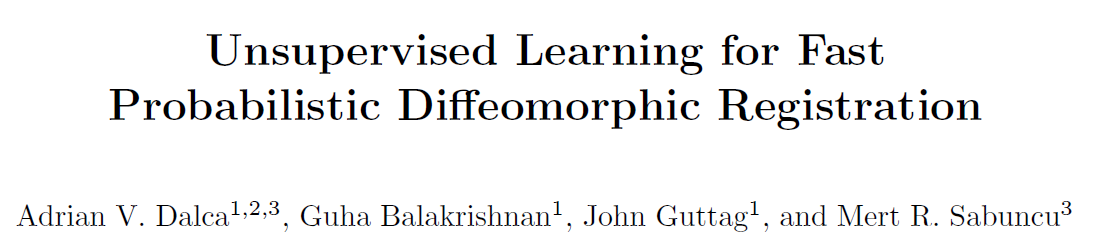 Unsupervised Learning for Fast
Probabilistic Diffeomorphic Registration
Adrian V. Dalca1,2,3, Guha Balakrishnan1, John Guttag1, and Mert R. Sabuncu3